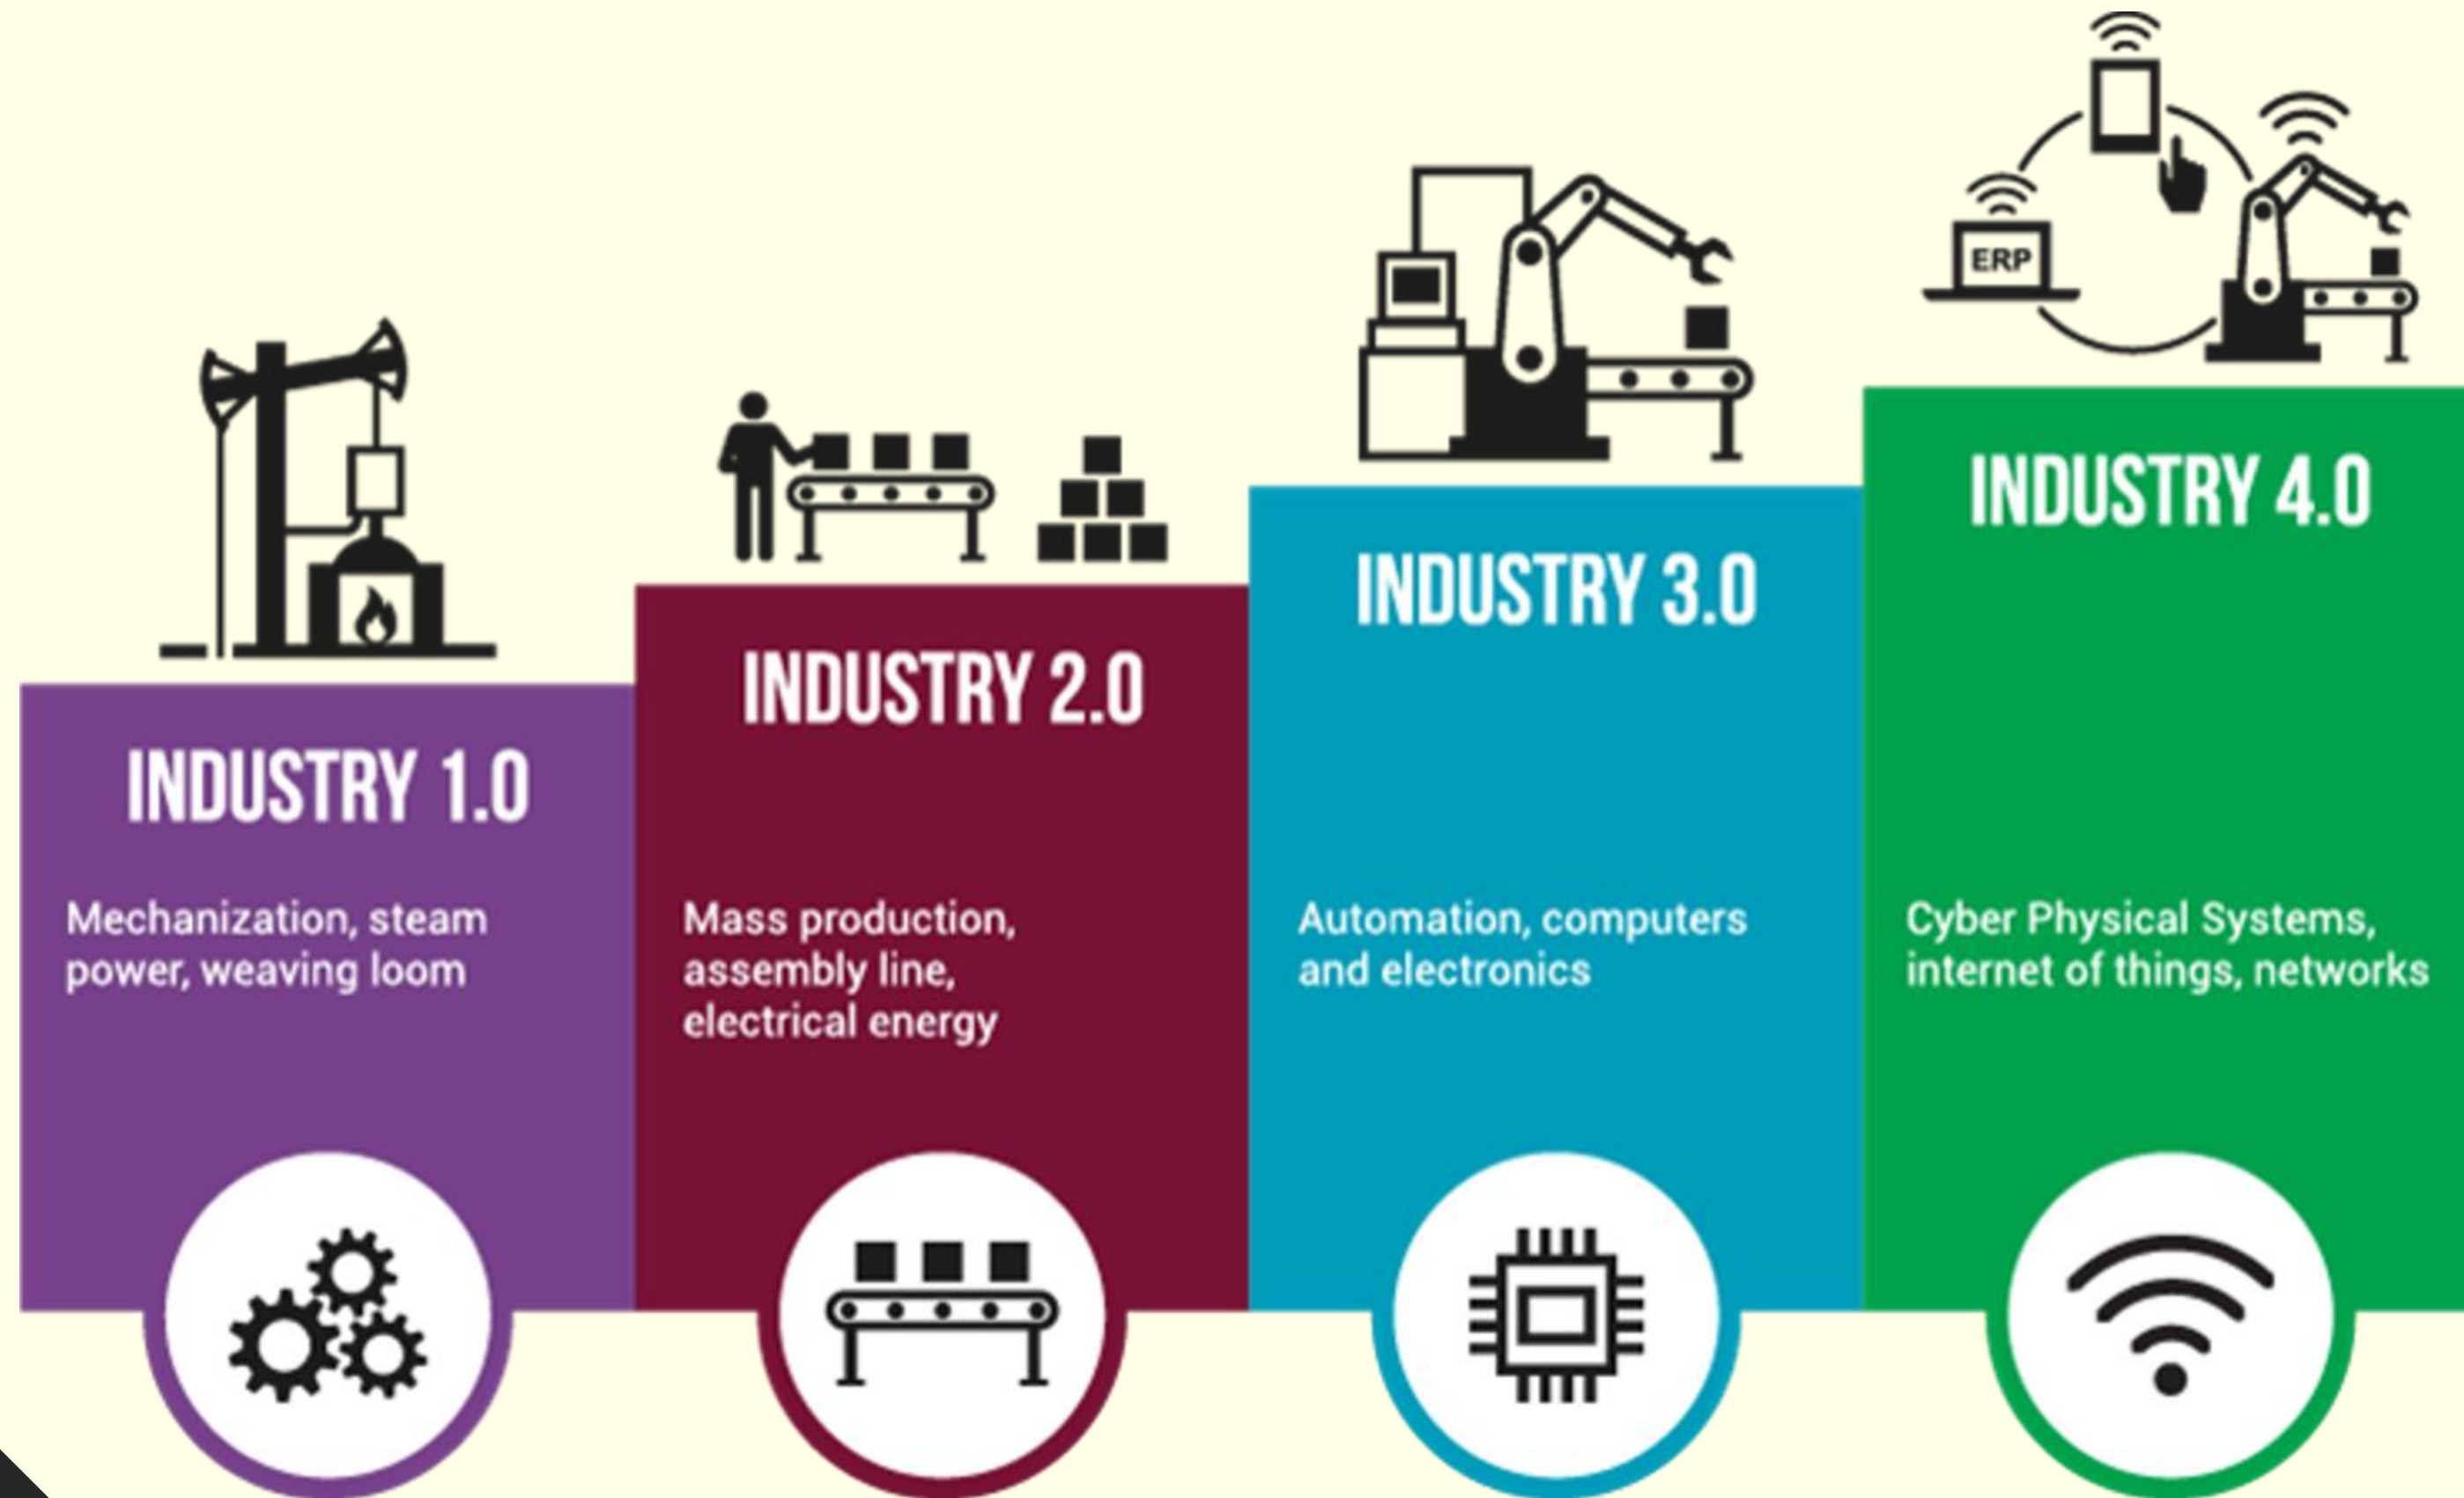 ERP
INDUSTRY 1.0
Mechanization, steam
power, weaving loom
INDUSTRY 2.0
Mass production,
assembly line,
electrical energy
INDUSTRY 3.0
Automation, computers
and electronics
INDUSTRY 4.0
Cyber Physical Systems,
internet of things, networks